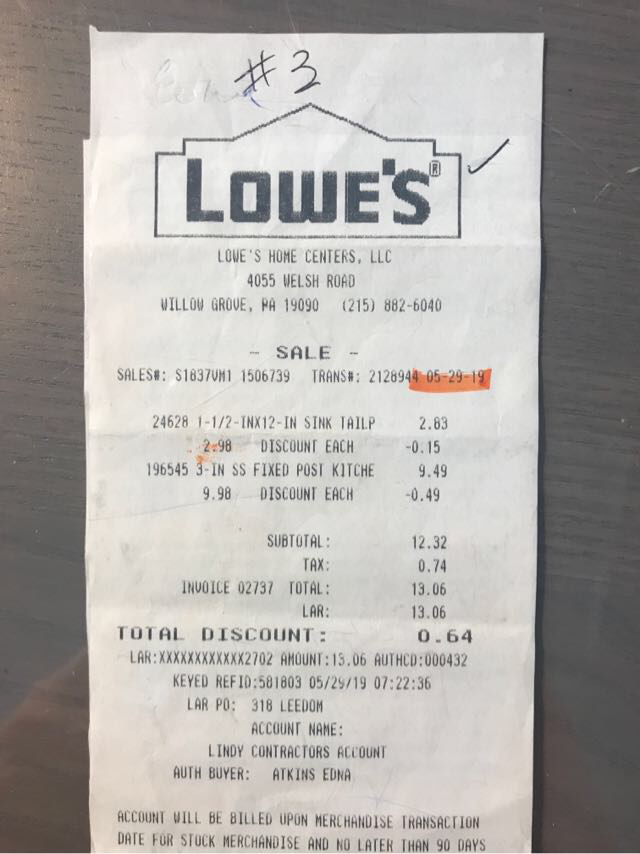 #3
LOWE'S®
LOWE'S HOME CENTERS, LLC
4055 WELSH ROAD
WILLOW GROVE, PA 19090 (215) 882-6040
- SALE -
SALES#: S1837VM1 1506739 TRANS#: 2128944 05-29-19
24628 1-1/2-INX12-IN SINK TAILP 2.83
2.98 DISCOUNT EACH -0.15
196545 3-IN SS FIXED POST KITCHE 9.49
9.98 DISCOUNT EACH -0.49
SUBTOTAL: 12.32
TAX: 0.74
INVOICE 02737 TOTAL: 13.06
LAR: 13.06
TOTAL DISCOUNT: 0.64
LAR:XXXXXXXXXXXX2702 AMOUNT:13.06 AUTHCD:000432
KEYED REFID:581803 05/29/19 07:22:36
LAR PO: 318 LEEDOM
ACCOUNT NAME:
LINDY CONTRACTORS ACCOUNT
AUTH BUYER: ATKINS EDNA
ACCOUNT WILL BE BILLED UPON MERCHANDISE TRANSACTION
DATE FOR STOCK MERCHANDISE AND NO LATER THAN 90 DAYS